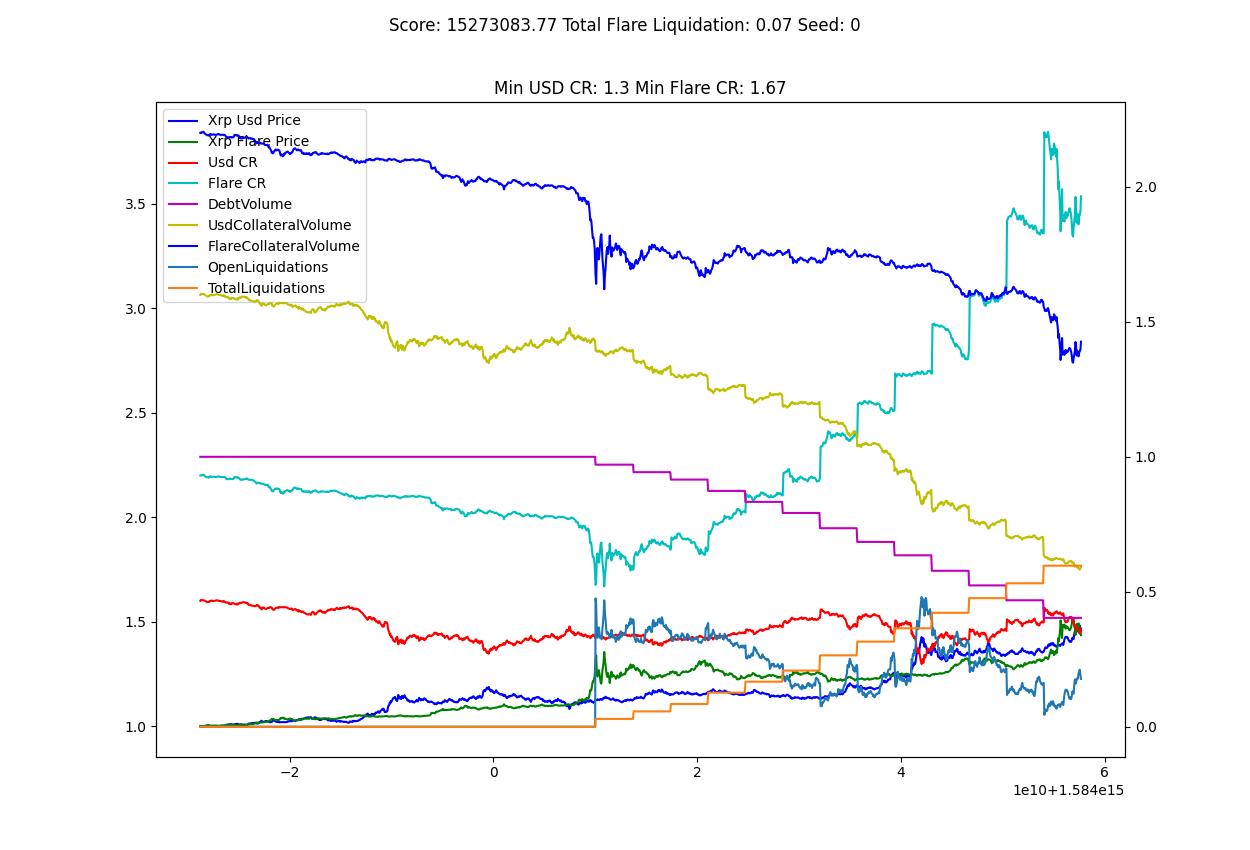 Score: 15273083.77 Total Flare Liquidation: 0.07 Seed: 0
Min USD CR: 1.3 Min Flare CR: 1.67
Xrp Usd Price
Xrp Flare Price
Usd CR
Flare CR
DebtVolume
UsdCollateralVolume
FlareCollateralVolume
OpenLiquidations
TotalLiquidations
3.5
3.0
2.5
2.0
1.5
1.0
2.0
1.5
1.0
0.5
0.0
−2
0
2
4
6
1e10+1.584e15